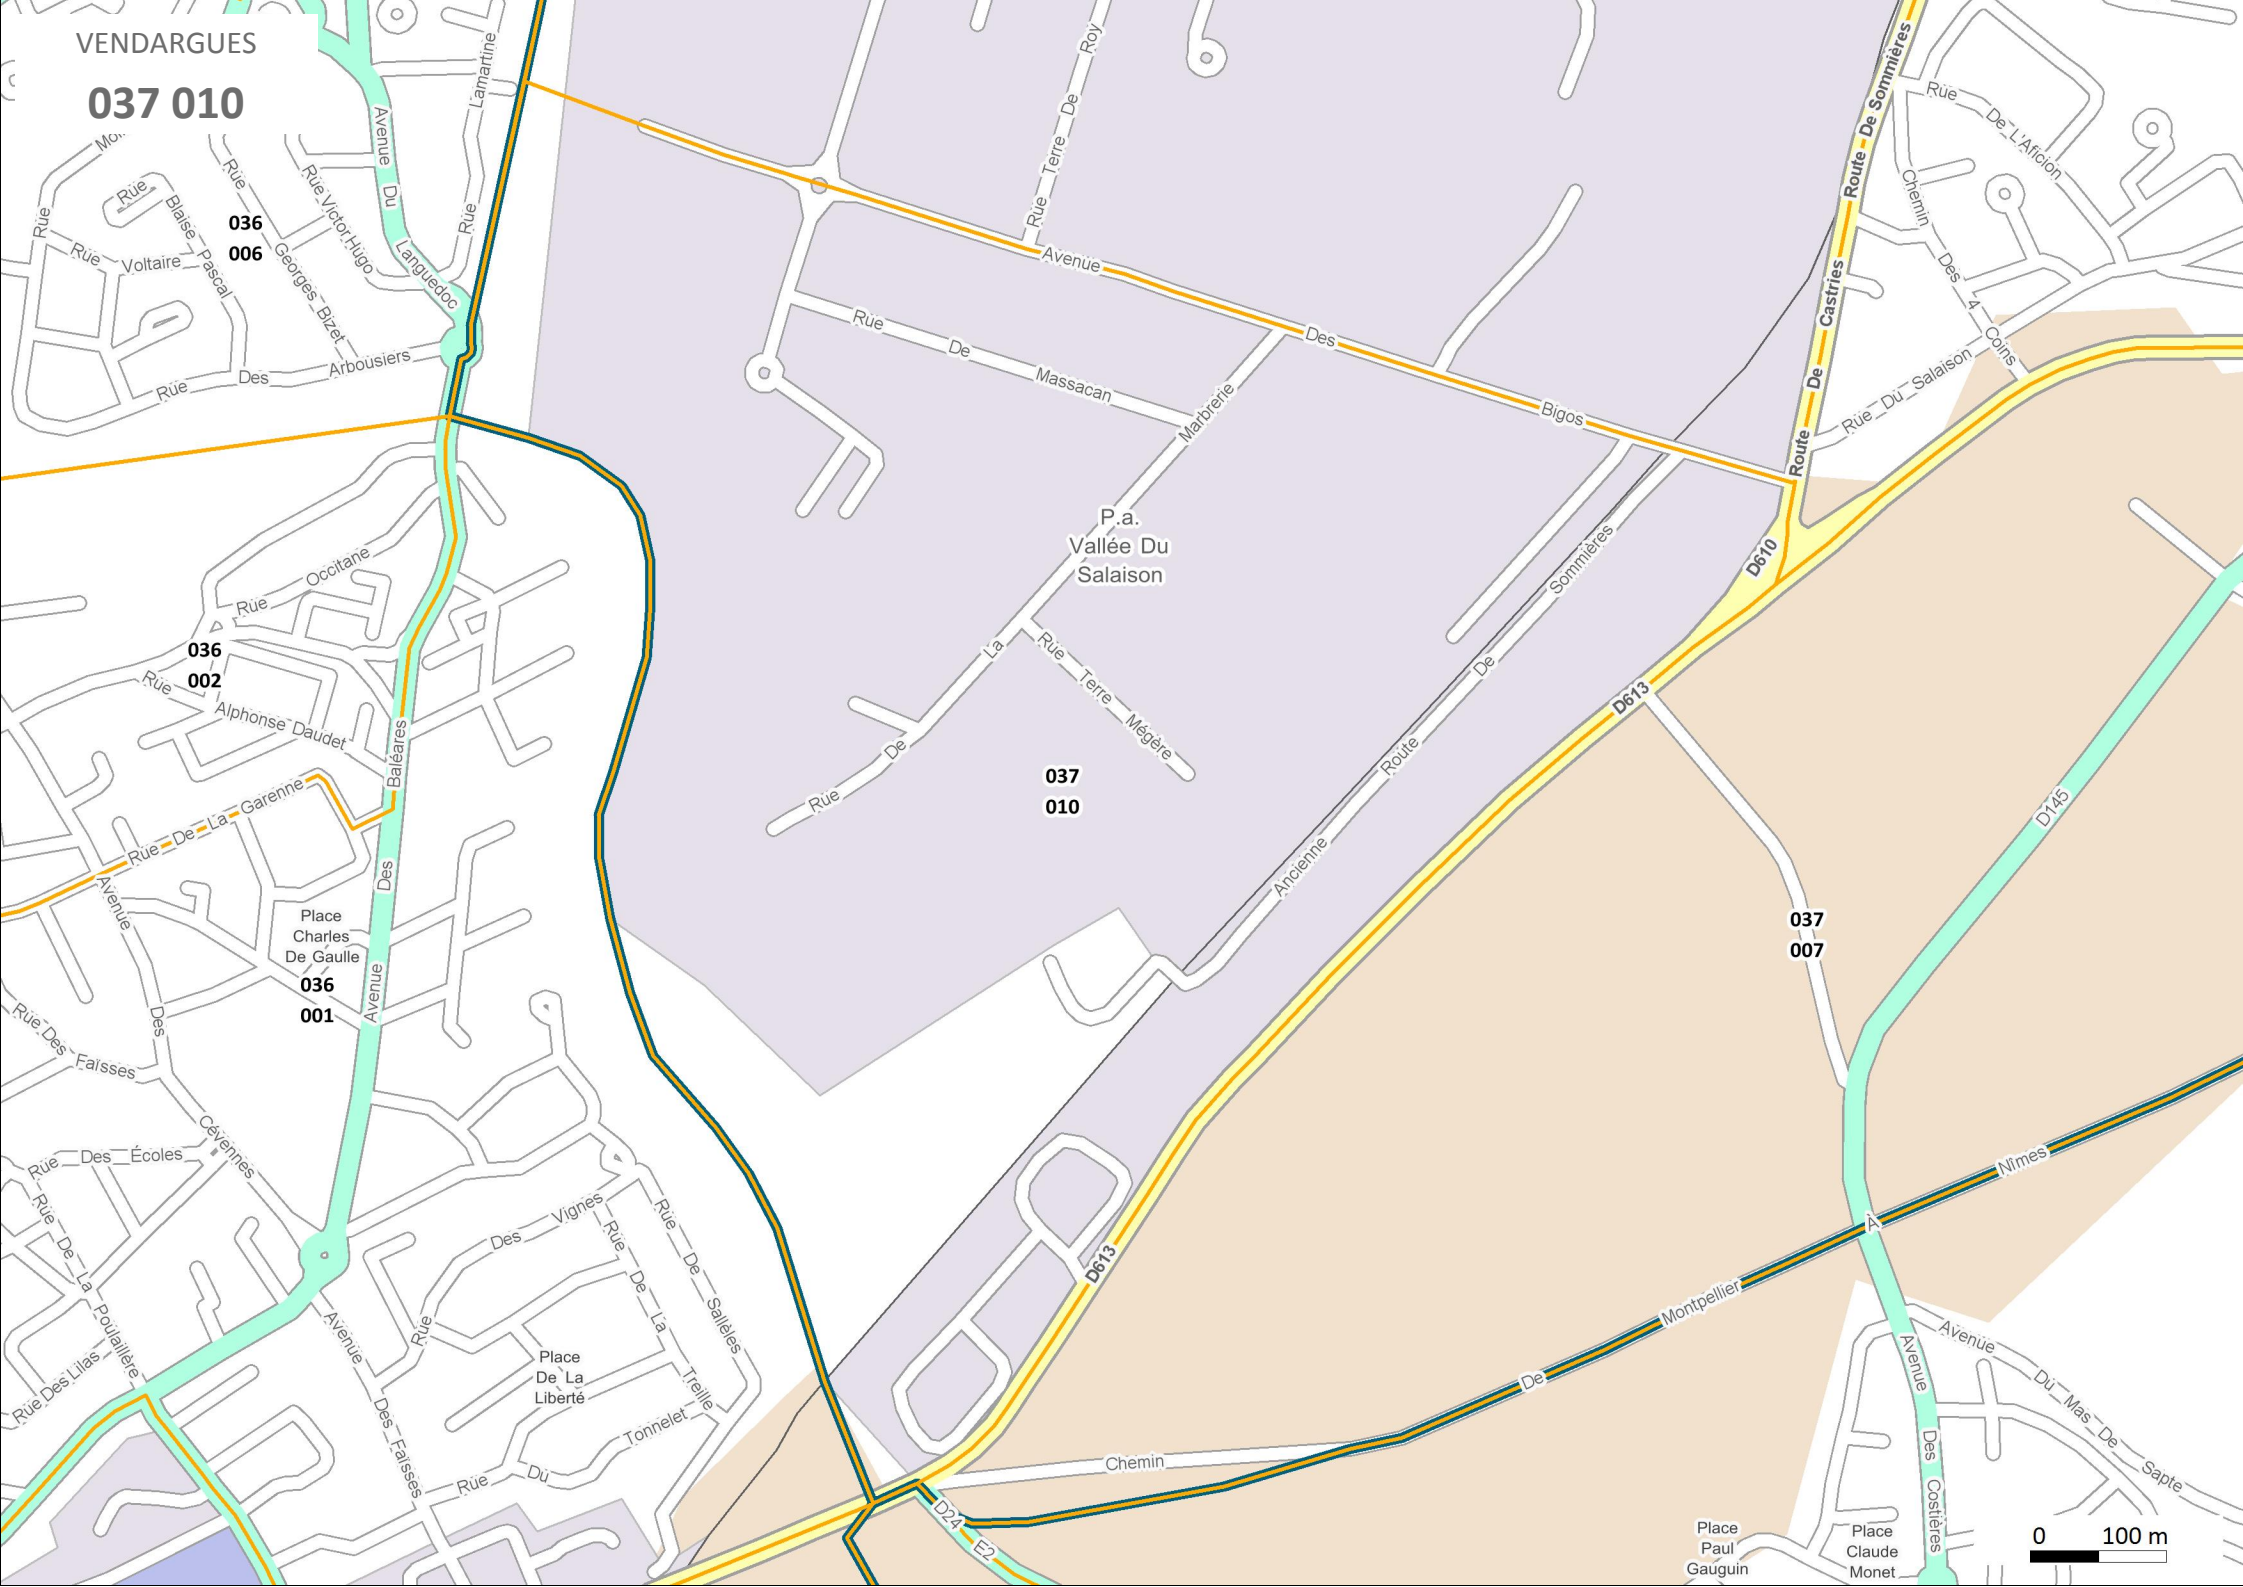 VENDARGUES
037 010
Rue Lamartine
Avenue Du Languedoc
Rue Victor Hugo
Rue Georges Bizet
Rue Blaise Pascal
Rue
Rue Voltaire
Rue Des Arbousiers
036
006
Rue Terre De Roy
Avenue Des Bigos
Rue De Massacan
Rue De La Marbrerie
P.a.
Vallée Du
Salaison
Rue Terre Mégère
037
010
Ancienne Route De Sommières
Route De Sommières
Route De Castries
Route
Rue De L'Aficion
Chemin Des 4 Coins
Rue Du Salaison
D610
D613
D613
D145
037
007
Rue Occitane
036
002
Rue Alphonse Daudet
Rue De La Garenne
Avenue Des Baléares
Place
Charles
De Gaulle
036
001
Avenue Des Cévennes
Rue Des Faïsses
Rue Des Écoles
Rue De La Poulaillère
Rue Des Lilas
Avenue Des Faïsses
Rue Des Vignes
Rue De La Treille
Rue De Sallèles
Place
De La
Liberté
Rue Du Tonnelet
Chemin De Montpellier À Nîmes
D24
E2
Avenue Des Costières
Avenue Du Mas De Sapte
Place
Paul
Gauguin
Place
Claude
Monet
0 100 m